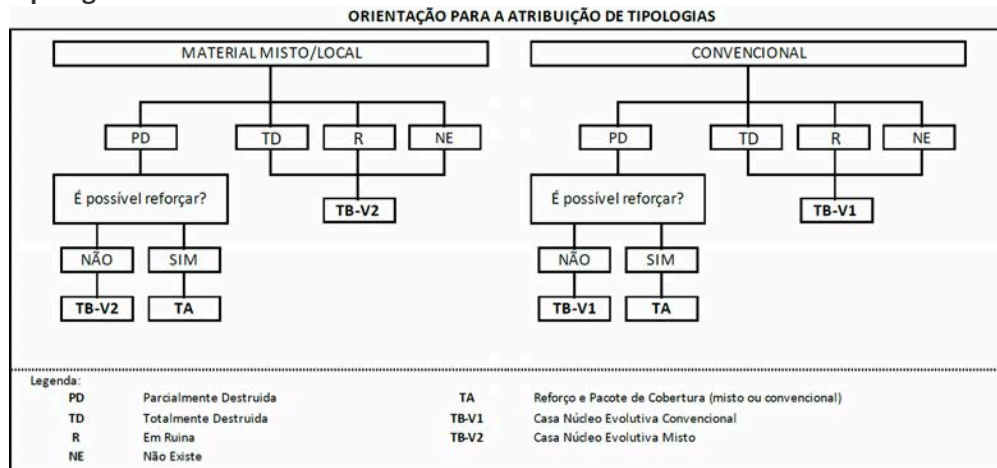 ORIENTAÇÃO PARA A ATRIBUIÇÃO DE TIPOLOGIAS
MATERIAL MISTO/LOCAL
PD TD R NE
É possível reforçar?
TB-V2
NÃO SIM
TB-V2 TA
CONVENCIONAL
PD TD R NE
É possível reforçar?
TB-V1
NÃO SIM
TB-V1 TA
Legenda:
PD Parcialmente Destruida
TD Totalmente Destruida
R Em Ruina
NE Não Existe
TA Reforço e Pacote de Cobertura (misto ou convencional)
TB-V1 Casa Núcleo Evolutiva Convencional
TB-V2 Casa Núcleo Evolutiva Misto